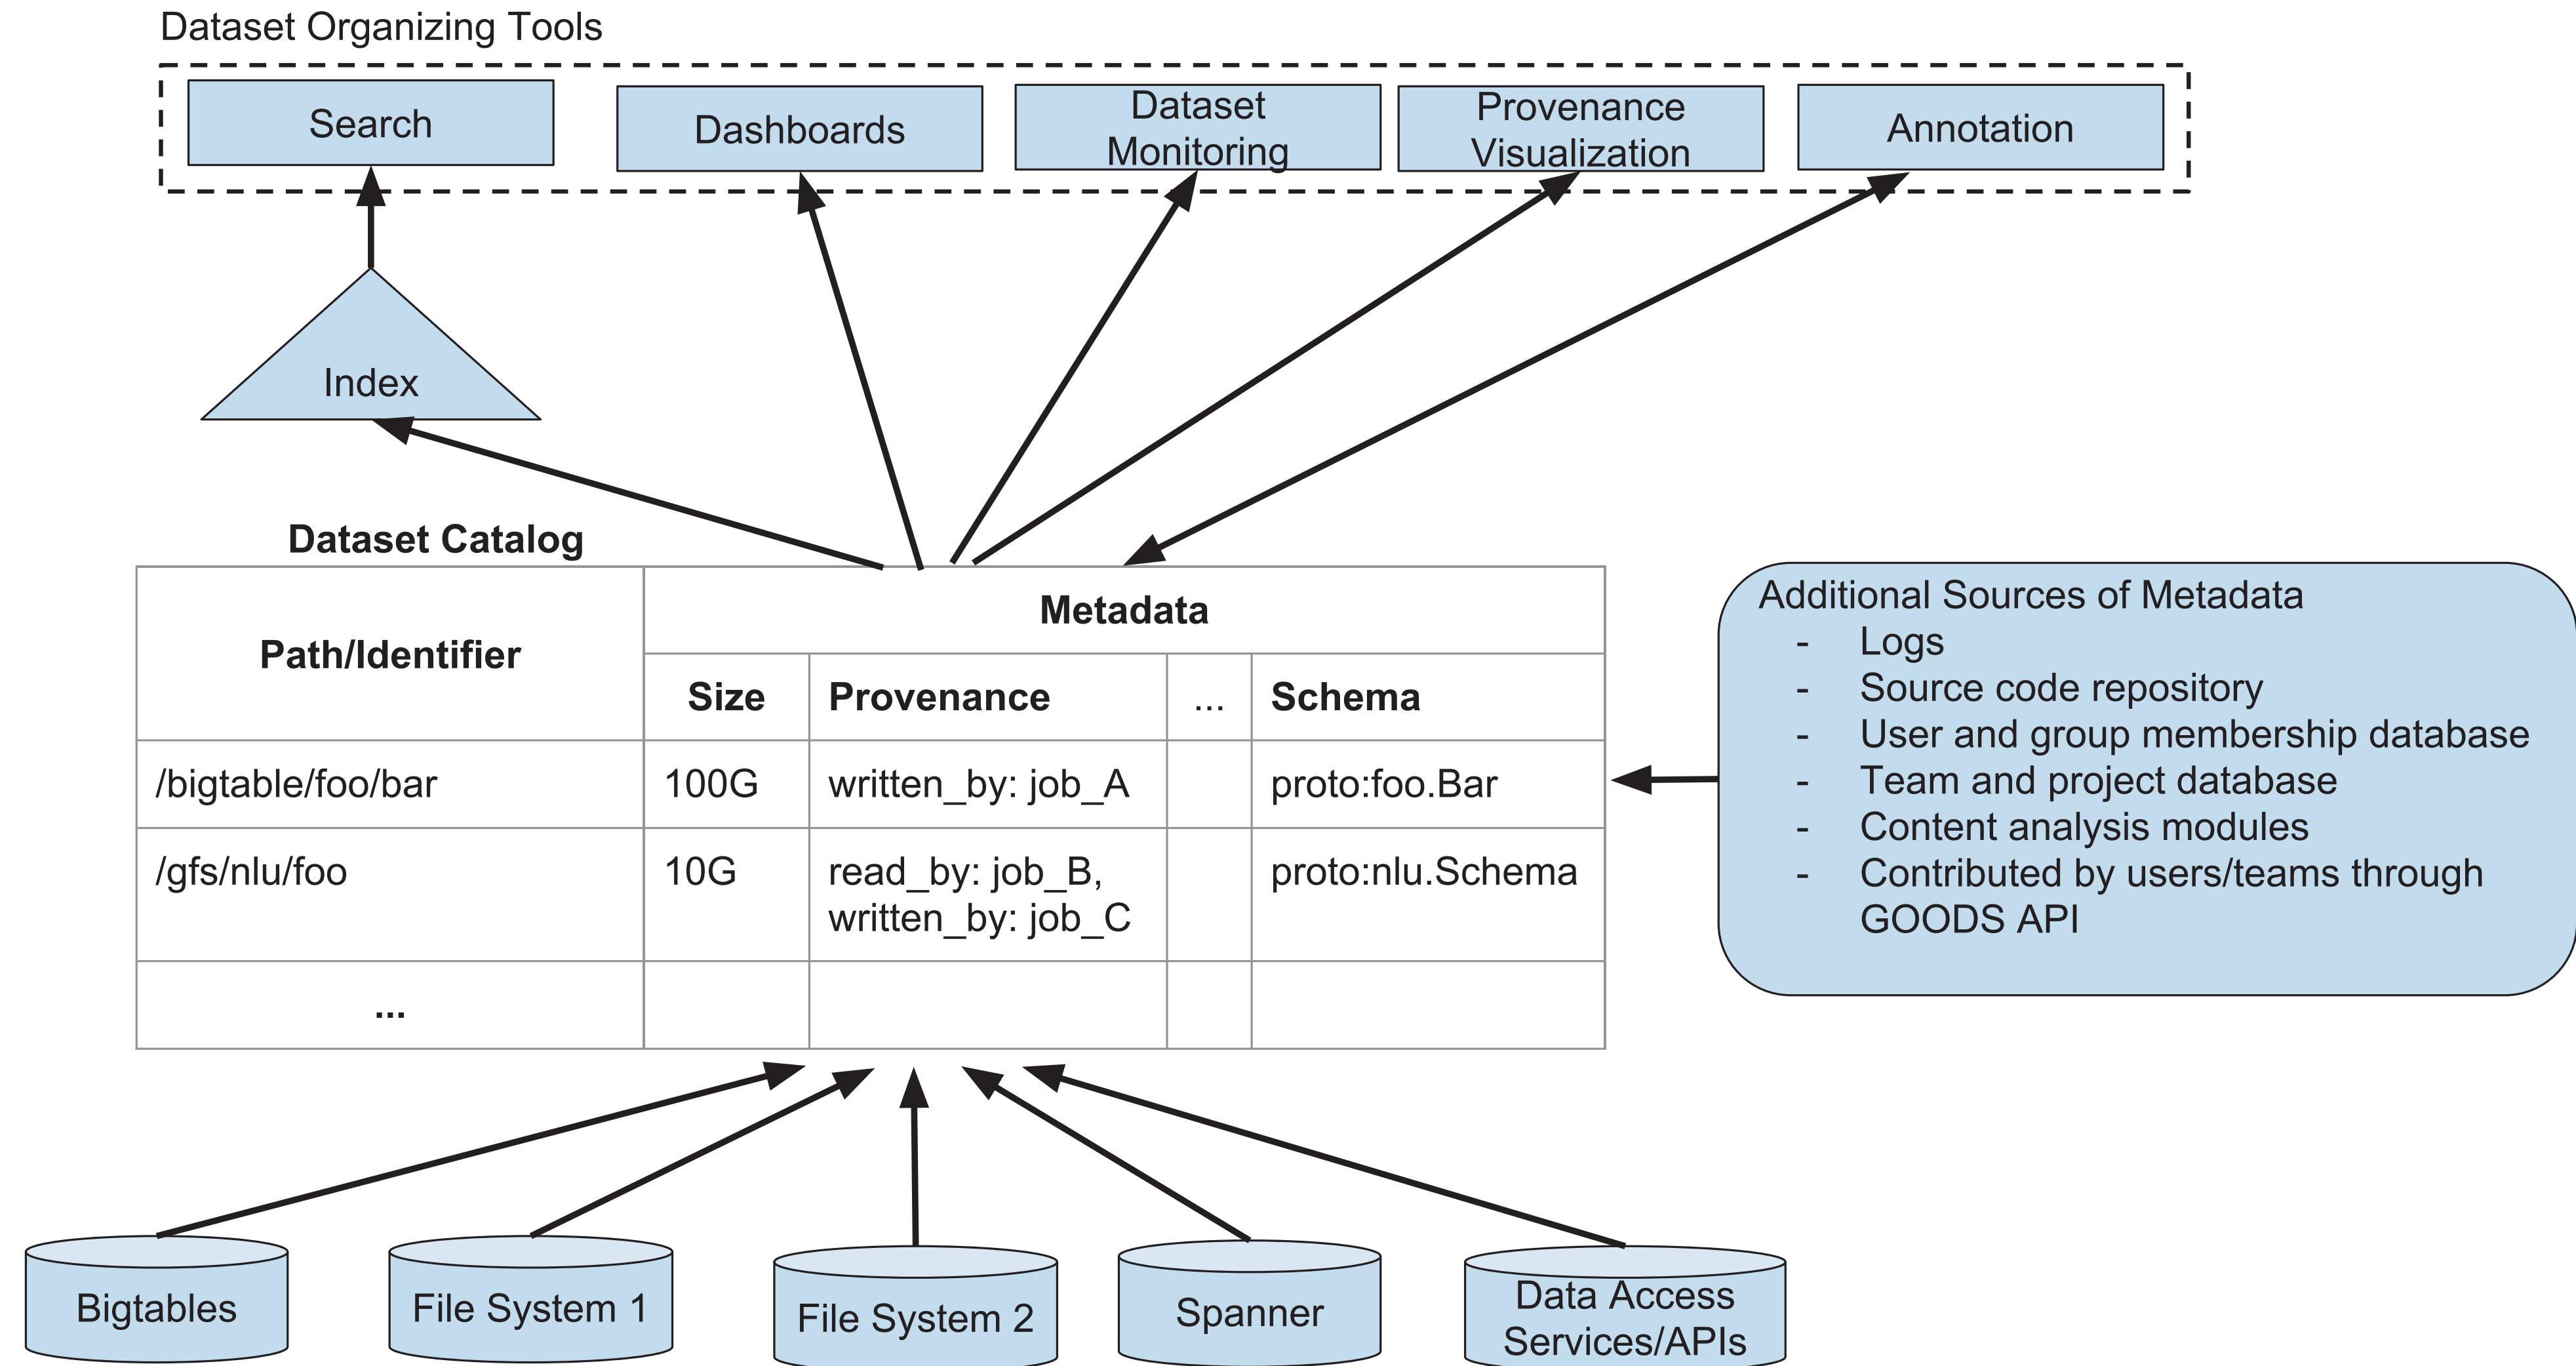 Dataset Organizing Tools
Search
Dashboards
Dataset
Monitoring
Provenance
Visualization
Annotation
Index
Dataset Catalog
Path/Identifier
Metadata
Size
Provenance
...
Schema
/bigtable/foo/bar
100G
written_by: job_A
proto:foo.Bar
/gfs/nlu/foo
10G
read_by: job_B,
written_by: job_C
proto:nlu.Schema
...
Additional Sources of Metadata
- Logs
- Source code repository
- User and group membership database
- Team and project database
- Content analysis modules
- Contributed by users/teams through
GOODS API
Bigtables
File System 1
File System 2
Spanner
Data Access
Services/APIs